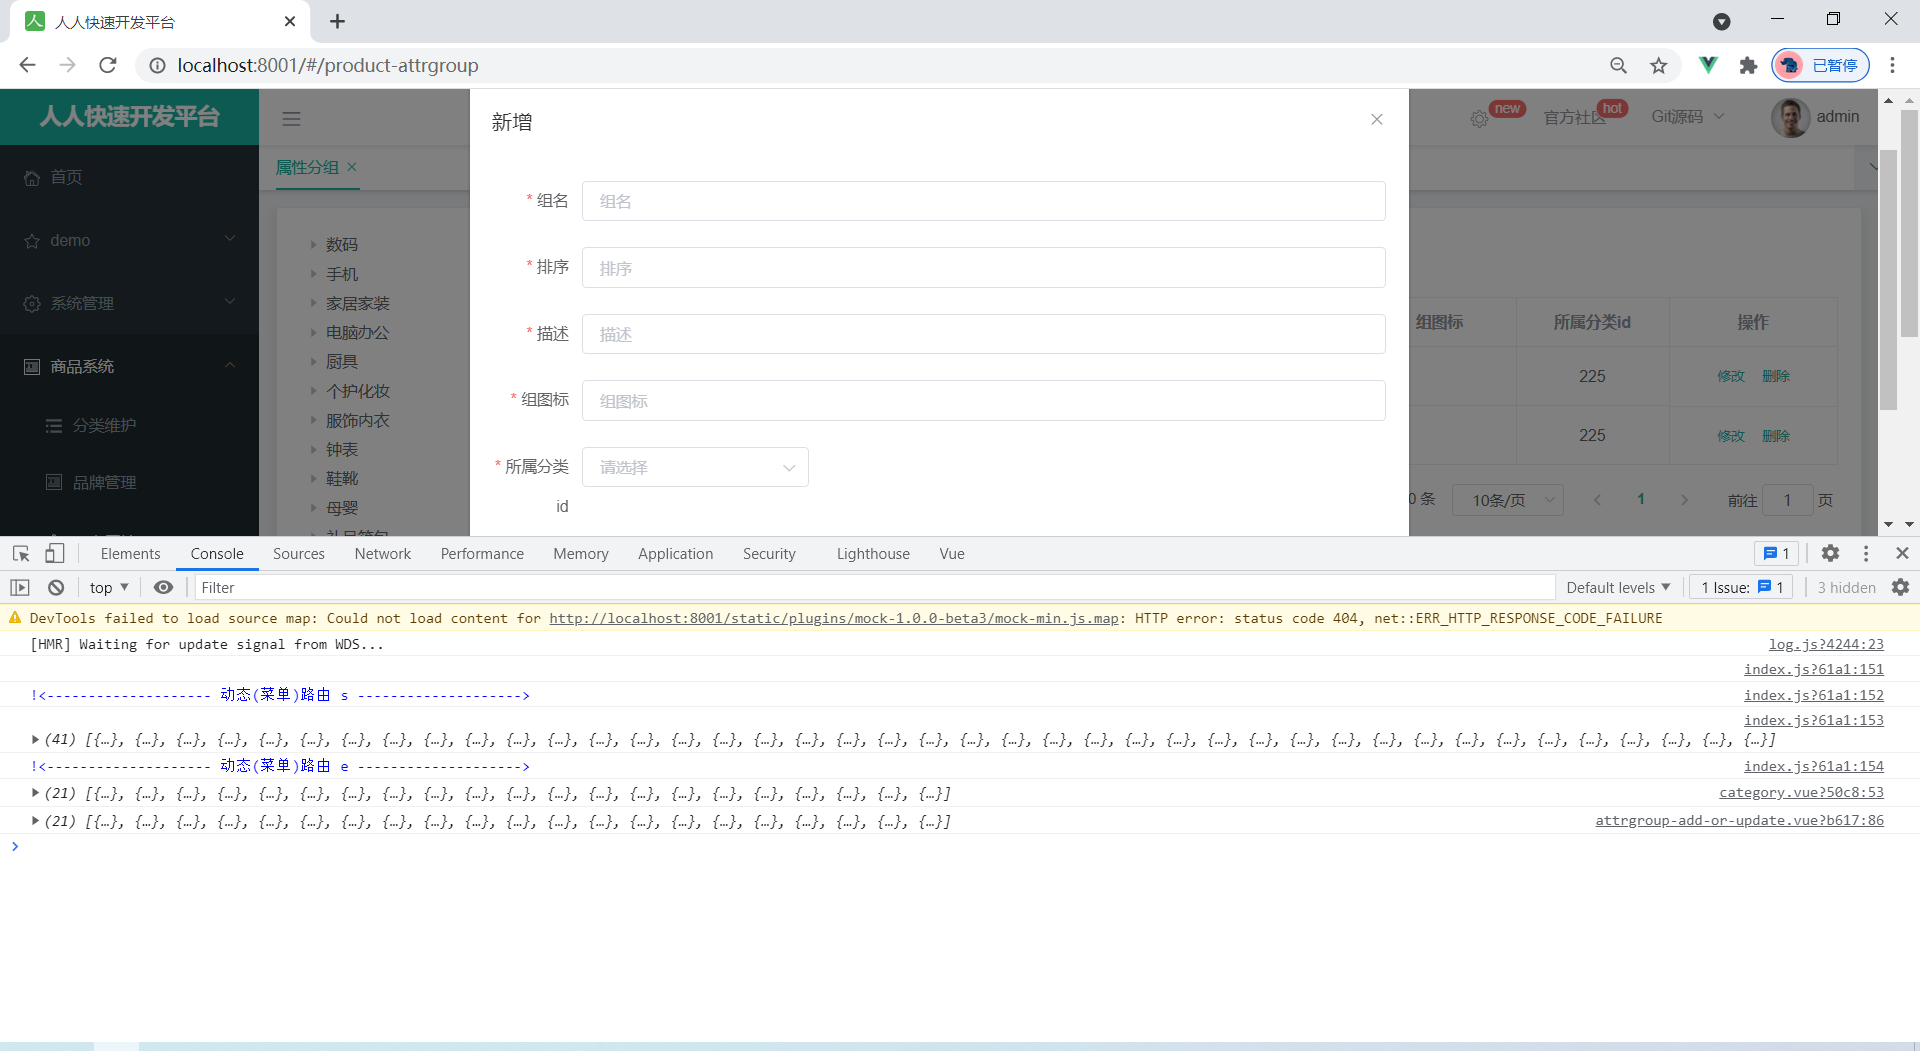 人人快速开发平台
localhost:8001/#/product-attrgroup
已暂停
人人快速开发平台
new
官方社区
hot
Git源码
admin
首页
demo
系统管理
商品系统
分类维护
品牌管理
属性分组
数码
手机
家居家装
电脑办公
厨具
个护化妆
服饰内衣
钟表
鞋靴
母婴
新增
* 组名
组名
* 排序
排序
* 描述
描述
* 组图标
组图标
* 所属分类
id
请选择
组图标 所属分类id 操作
225 修改 删除
225 修改 删除
0 条 10条/页 1 前往 1 页
Elements Console Sources Network Performance Memory Application Security Lighthouse Vue 1
top Filter Default levels 1 Issue: 1 3 hidden
DevTools failed to load source map: Could not load content for http://localhost:8001/static/plugins/mock-1.0.0-beta3/mock-min.js.map: HTTP error: status code 404, net::ERR_HTTP_RESPONSE_CODE_FAILURE
[HMR] Waiting for update signal from WDS... log.js?4244:23
index.js?61a1:151
!<-------------------- 动态(菜单)路由 s --------------------> index.js?61a1:152
index.js?61a1:153
(41) [{…}, {…}, {…}, {…}, {…}, {…}, {…}, {…}, {…}, {…}, {…}, {…}, {…}, {…}, {…}, {…}, {…}, {…}, {…}, {…}, {…}, {…}, {…}, {…}, {…}, {…}, {…}, {…}, {…}, {…}, {…}, {…}, {…}, {…}, {…}, {…}, {…}, {…}, {…}, {…}, {…}]
!<-------------------- 动态(菜单)路由 e --------------------> index.js?61a1:154
(21) [{…}, {…}, {…}, {…}, {…}, {…}, {…}, {…}, {…}, {…}, {…}, {…}, {…}, {…}, {…}, {…}, {…}, {…}, {…}, {…}, {…}] category.vue?50c8:53
(21) [{…}, {…}, {…}, {…}, {…}, {…}, {…}, {…}, {…}, {…}, {…}, {…}, {…}, {…}, {…}, {…}, {…}, {…}, {…}, {…}, {…}] attrgroup-add-or-update.vue?b617:86